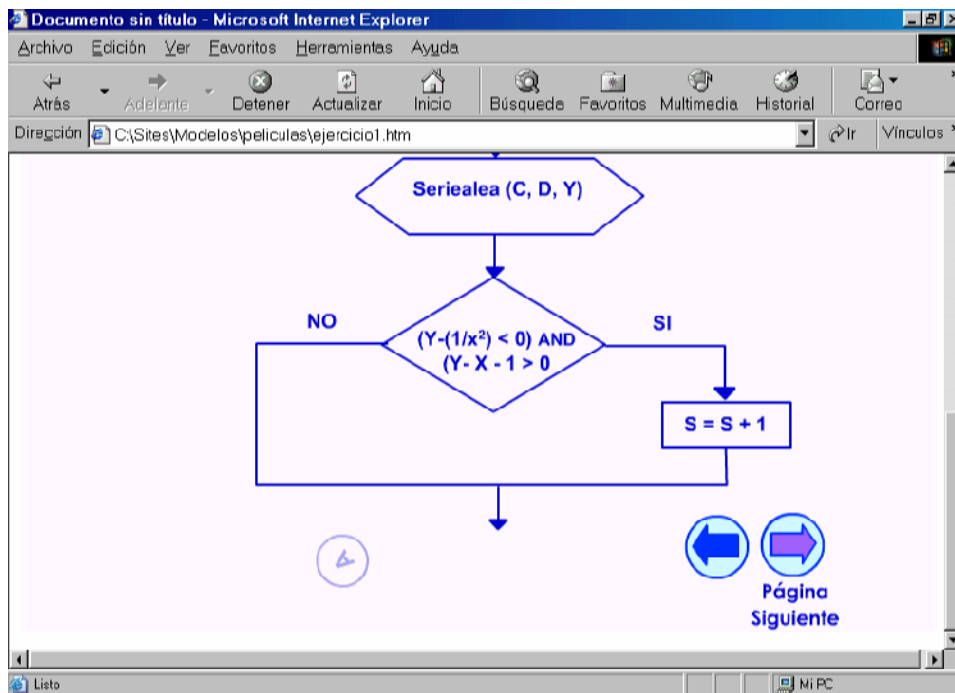 Documento sin título - Microsoft Internet Explorer
Archivo Edición Ver Favoritos Herramientas Ayuda
Atrás Adelante Detener Actualizar Inicio Búsqueda Favoritos Multimedia Historial Correo
Dirección C:\Sites\Modelos\peliculas\ejercicio1.htm Ir Vínculos
Seriealea (C, D, Y)
NO
SI
(Y-(1/x²) < 0) AND
(Y- X - 1 > 0
S = S + 1
Página
Siguiente
Listo Mi PC